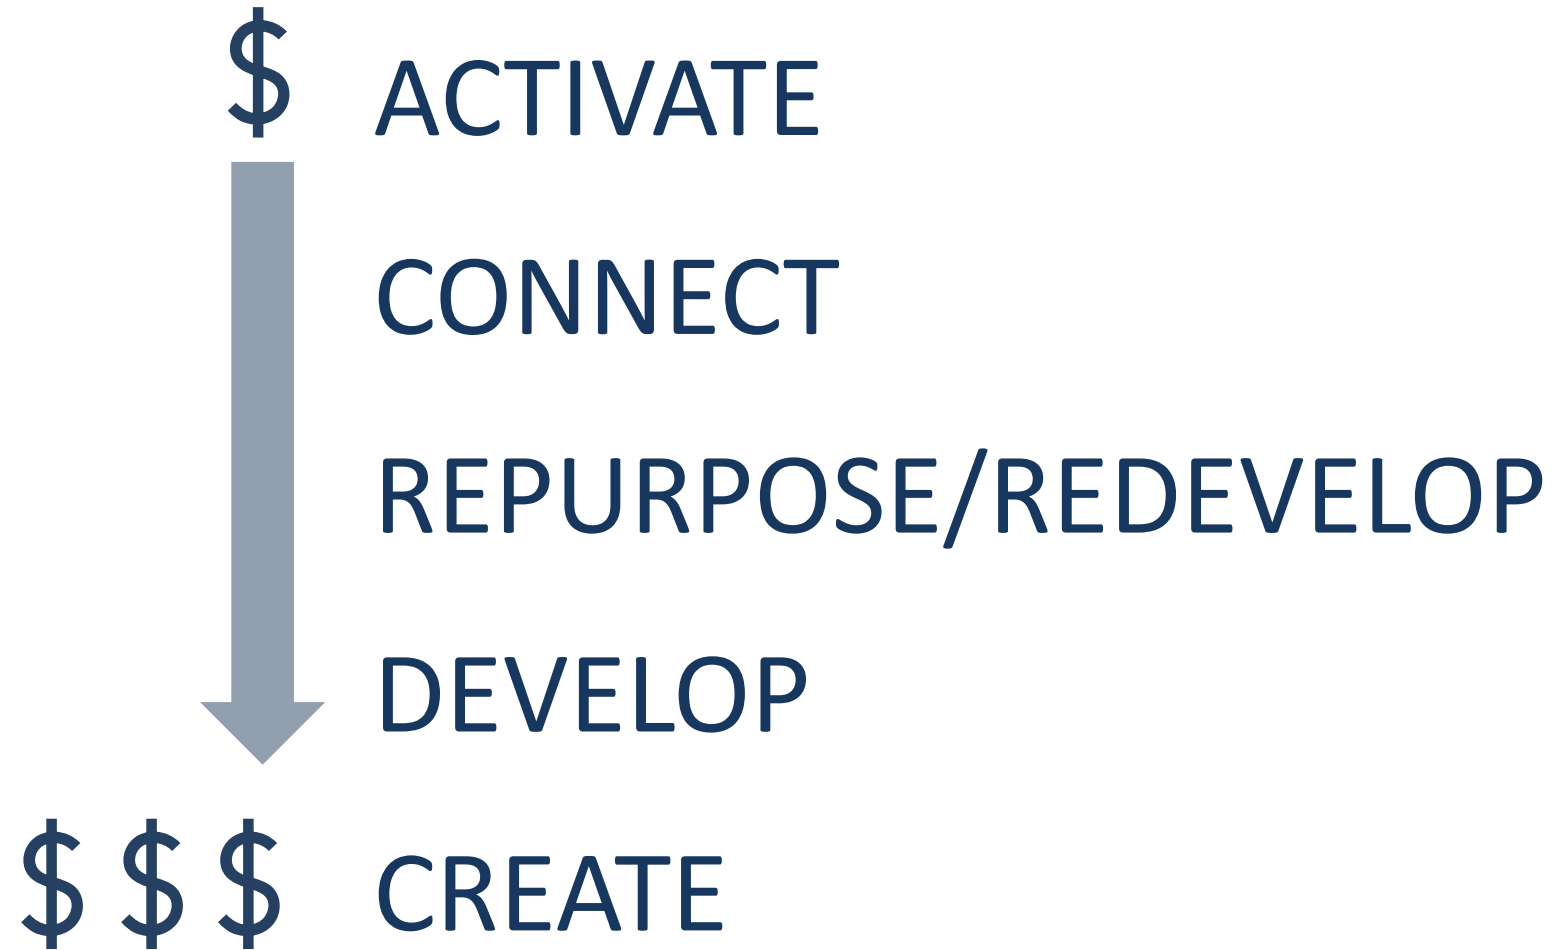 $ ACTIVATE
CONNECT
REPURPOSE/REDEVELOP
DEVELOP
$ $ $ CREATE